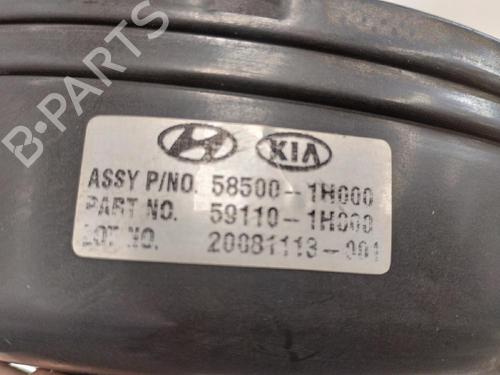 B-PARTS
KIA
ASSY P/NO. 58500-1H000
PART NO. 59110-1H000
LOT NO. 20081113-001